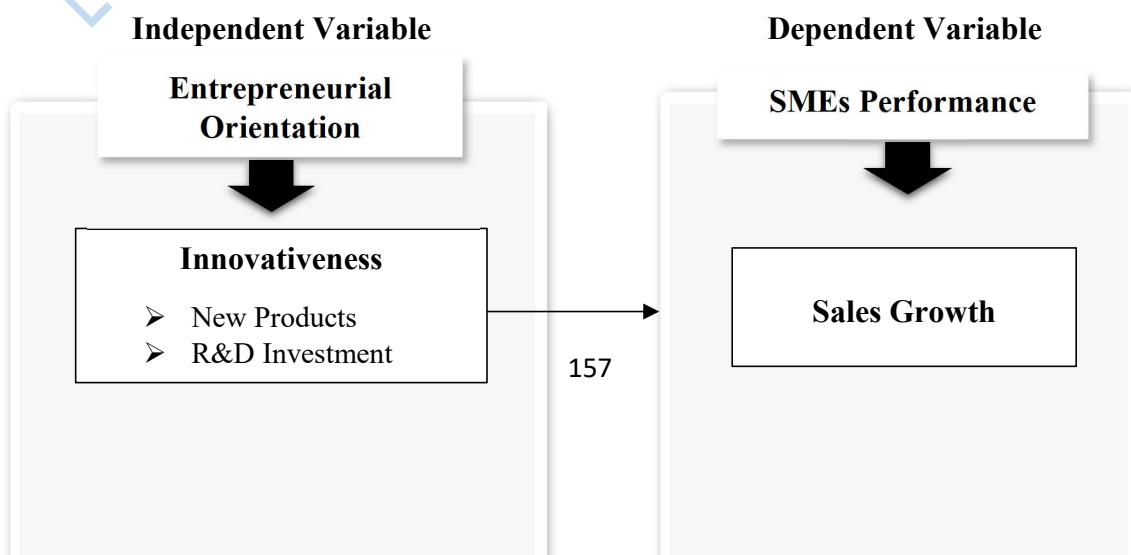 Independent Variable
Dependent Variable
Entrepreneurial
Orientation
SMEs Performance
Innovativeness
➢ New Products
➢ R&D Investment
Sales Growth
157